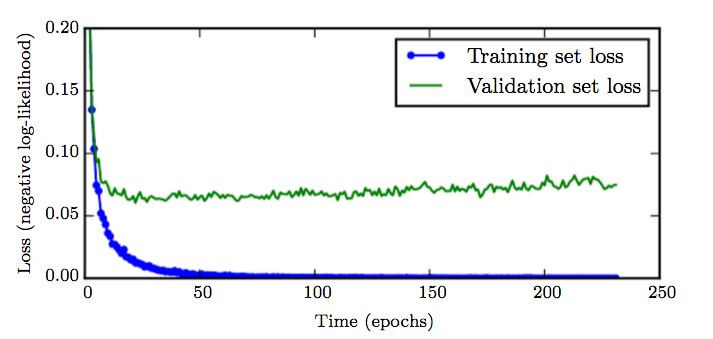 0.20
0.15
0.10
0.05
0.00
Loss (negative log-likelihood)
Training set loss
Validation set loss
0 50 100 150 200 250
Time (epochs)